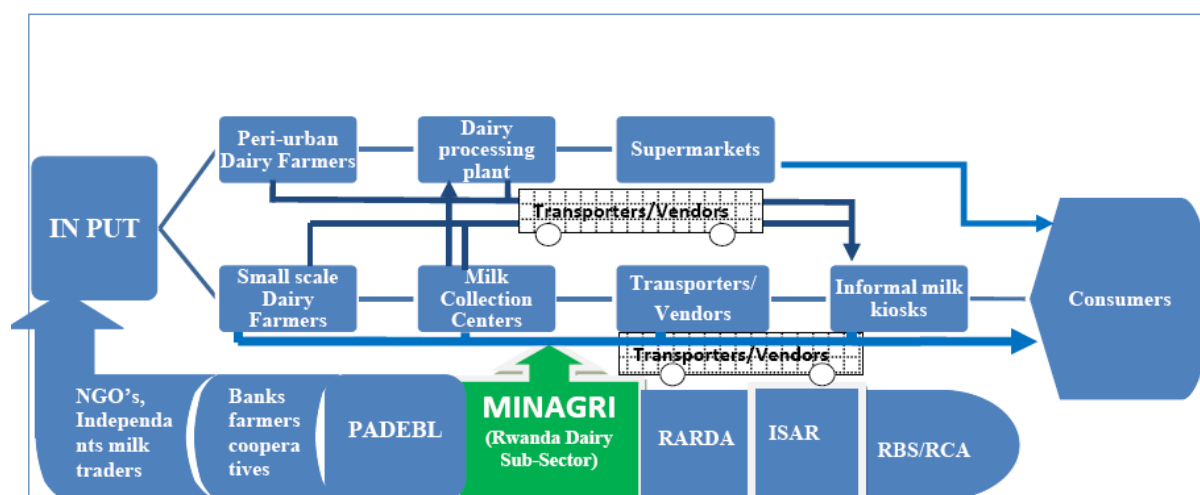 Peri-urban
Dairy Farmers
Dairy
processing
plant
Supermarkets
IN PUT
Transporters/Vendors
Small scale
Dairy
Farmers
Milk
Collection
Centers
Transporters/
Vendors
Informal milk
kiosks
Consumers
Transporters/Vendors
NGO’s,
Independa
nts milk
traders
Banks
farmers
coopera
tives
PADEBL
MINAGRI
(Rwanda Dairy
Sub-Sector)
RARDA
ISAR
RBS/RCA